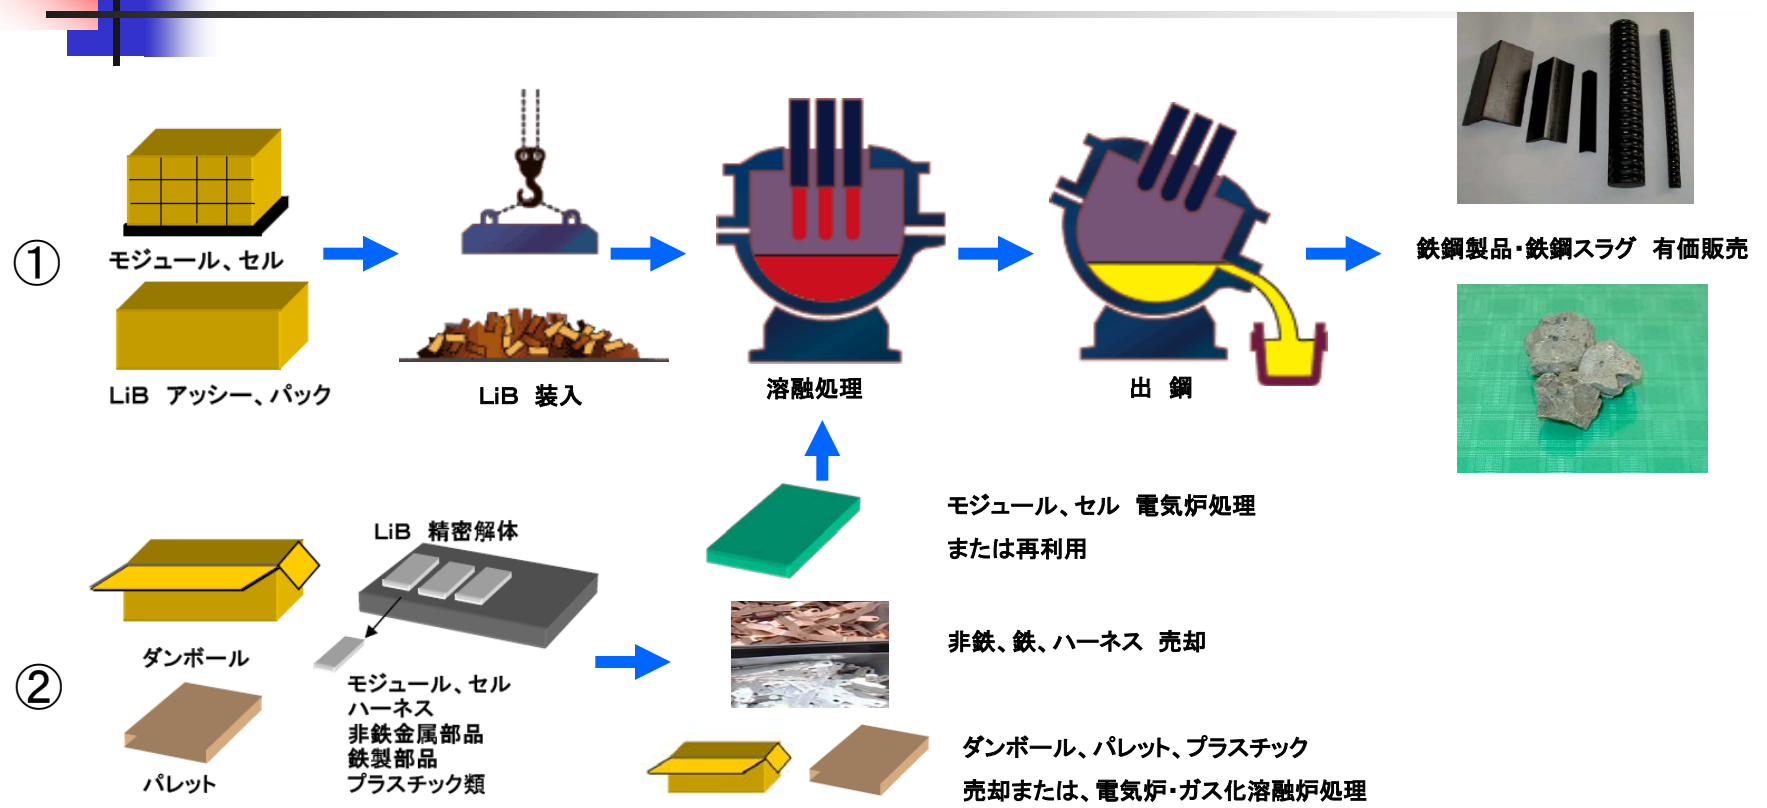 ①
モジュール、セル
LiB アッシー、パック
LiB 装入
溶融処理
出 鋼
鉄鋼製品・鉄鋼スラグ 有価販売
②
ダンボール
パレット
LiB 精密解体
モジュール、セル
ハーネス
非鉄金属部品
鉄製部品
プラスチック類
モジュール、セル 電気炉処理
または再利用
非鉄、鉄、ハーネス 売却
ダンボール、パレット、プラスチック
売却または、電気炉・ガス化溶融炉処理